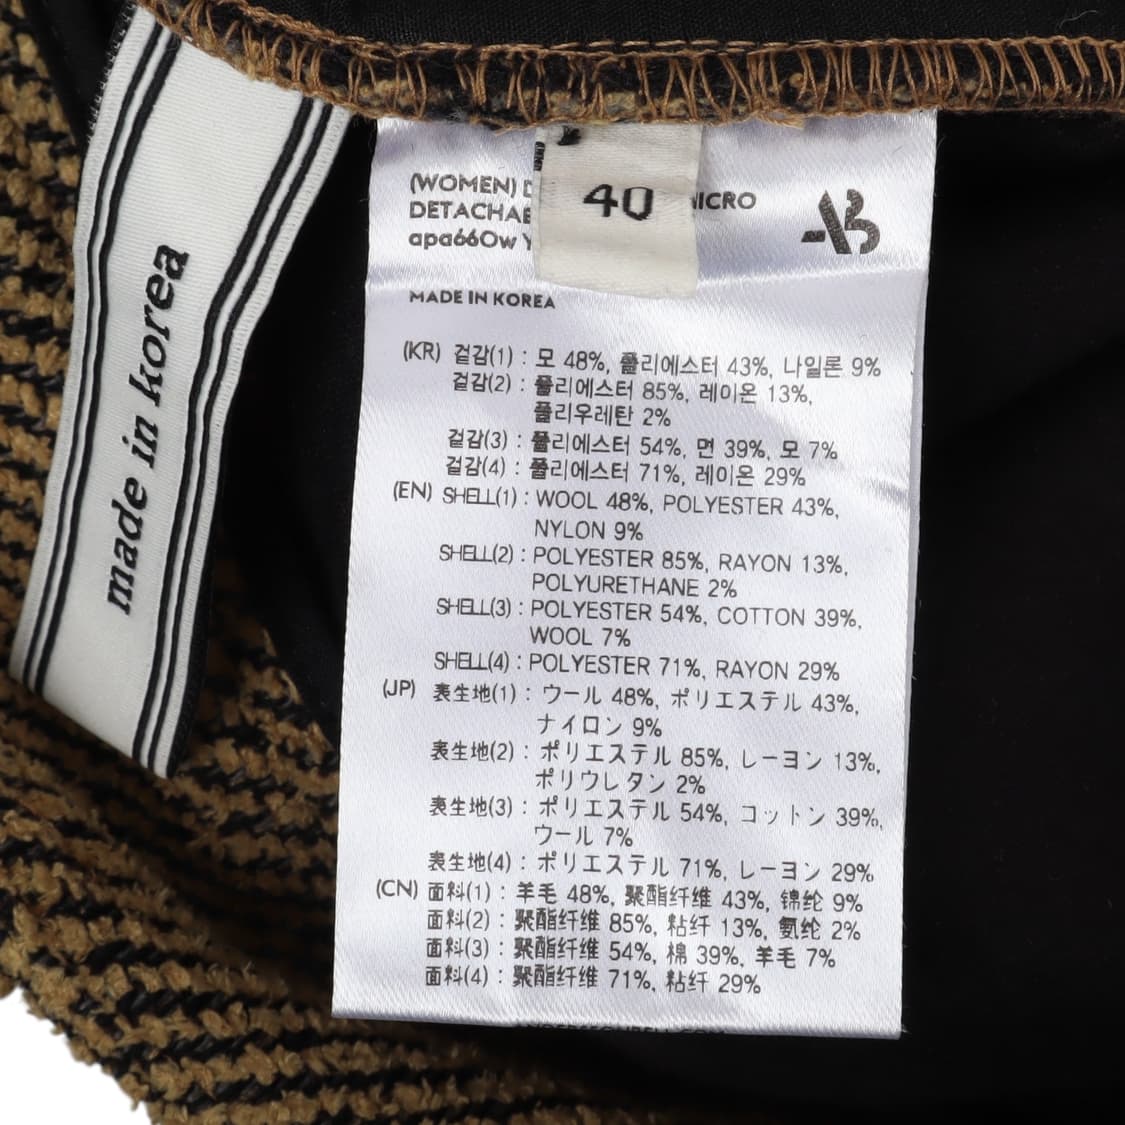 made in korea
40
(WOMEN)
MICRO
DETACHAB
apa660w
MADE IN KOREA
(KR) 겉감(1) : 모 48%, 폴리에스터 43%, 나일론 9%
겉감(2) : 폴리에스터 85%, 레이온 13%,
폴리우레탄 2%
겉감(3) : 폴리에스터 54%, 면 39%, 모 7%
겉감(4) : 폴리에스터 71%, 레이온 29%
(EN) SHELL(1) : WOOL 48%, POLYESTER 43%,
NYLON 9%
SHELL(2) : POLYESTER 85%, RAYON 13%,
POLYURETHANE 2%
SHELL(3) : POLYESTER 54%, COTTON 39%,
WOOL 7%
SHELL(4) : POLYESTER 71%, RAYON 29%
(JP) 表生地(1) : ウール 48%, ポリエステル 43%,
ナイロン 9%
表生地(2) : ポリエステル 85%, レーヨン 13%,
ポリウレタン 2%
表生地(3) : ポリエステル 54%, コットン 39%,
ウール 7%
表生地(4) : ポリエステル 71%, レーヨン 29%
(CN) 面料(1) : 羊毛 48%, 聚酯纤维 43%, 锦纶 9%
面料(2) : 聚酯纤维 85%, 粘纤 13%, 氨纶 2%
面料(3) : 聚酯纤维 54%, 棉 39%, 羊毛 7%
面料(4) : 聚酯纤维 71%, 粘纤 29%